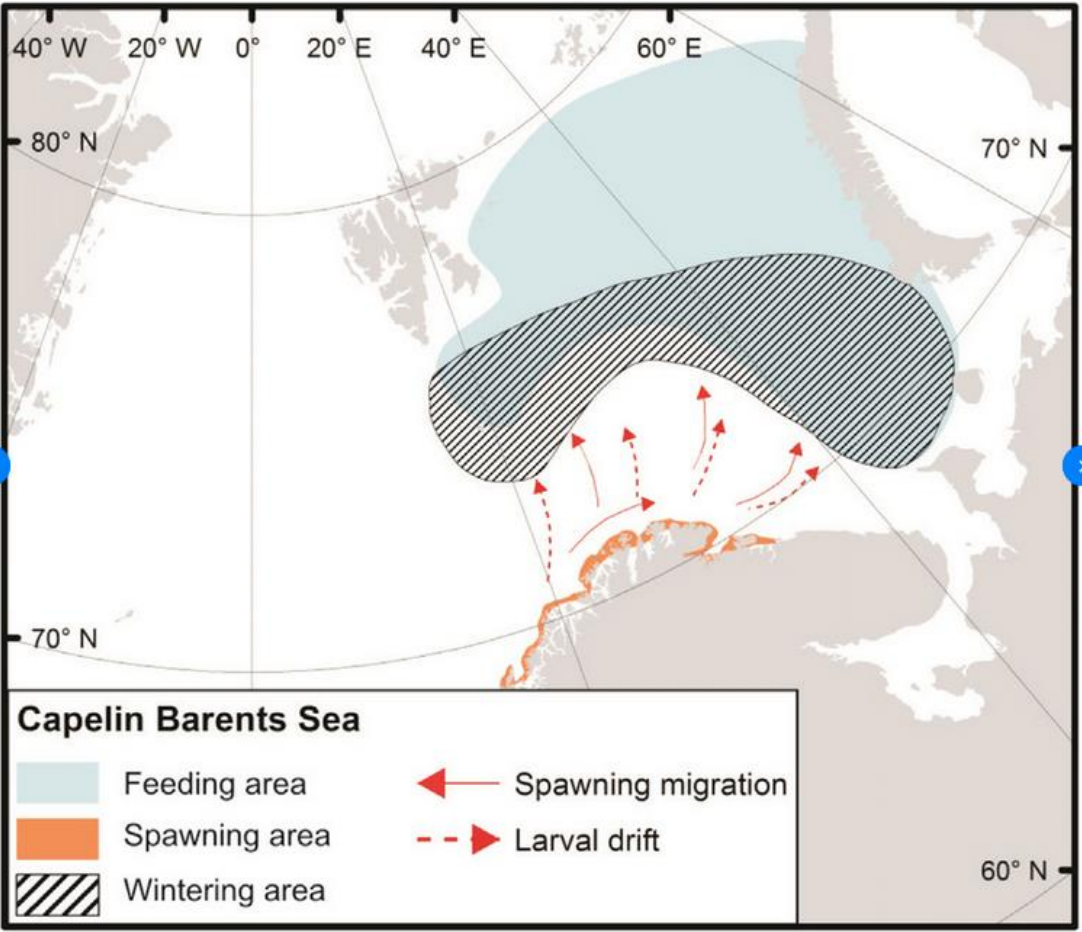 40° W 20° W 0° 20° E 40° E 60° E
80° N
70° N
70° N
Capelin Barents Sea
Feeding area
Spawning migration
Spawning area
Larval drift
Wintering area
60° N